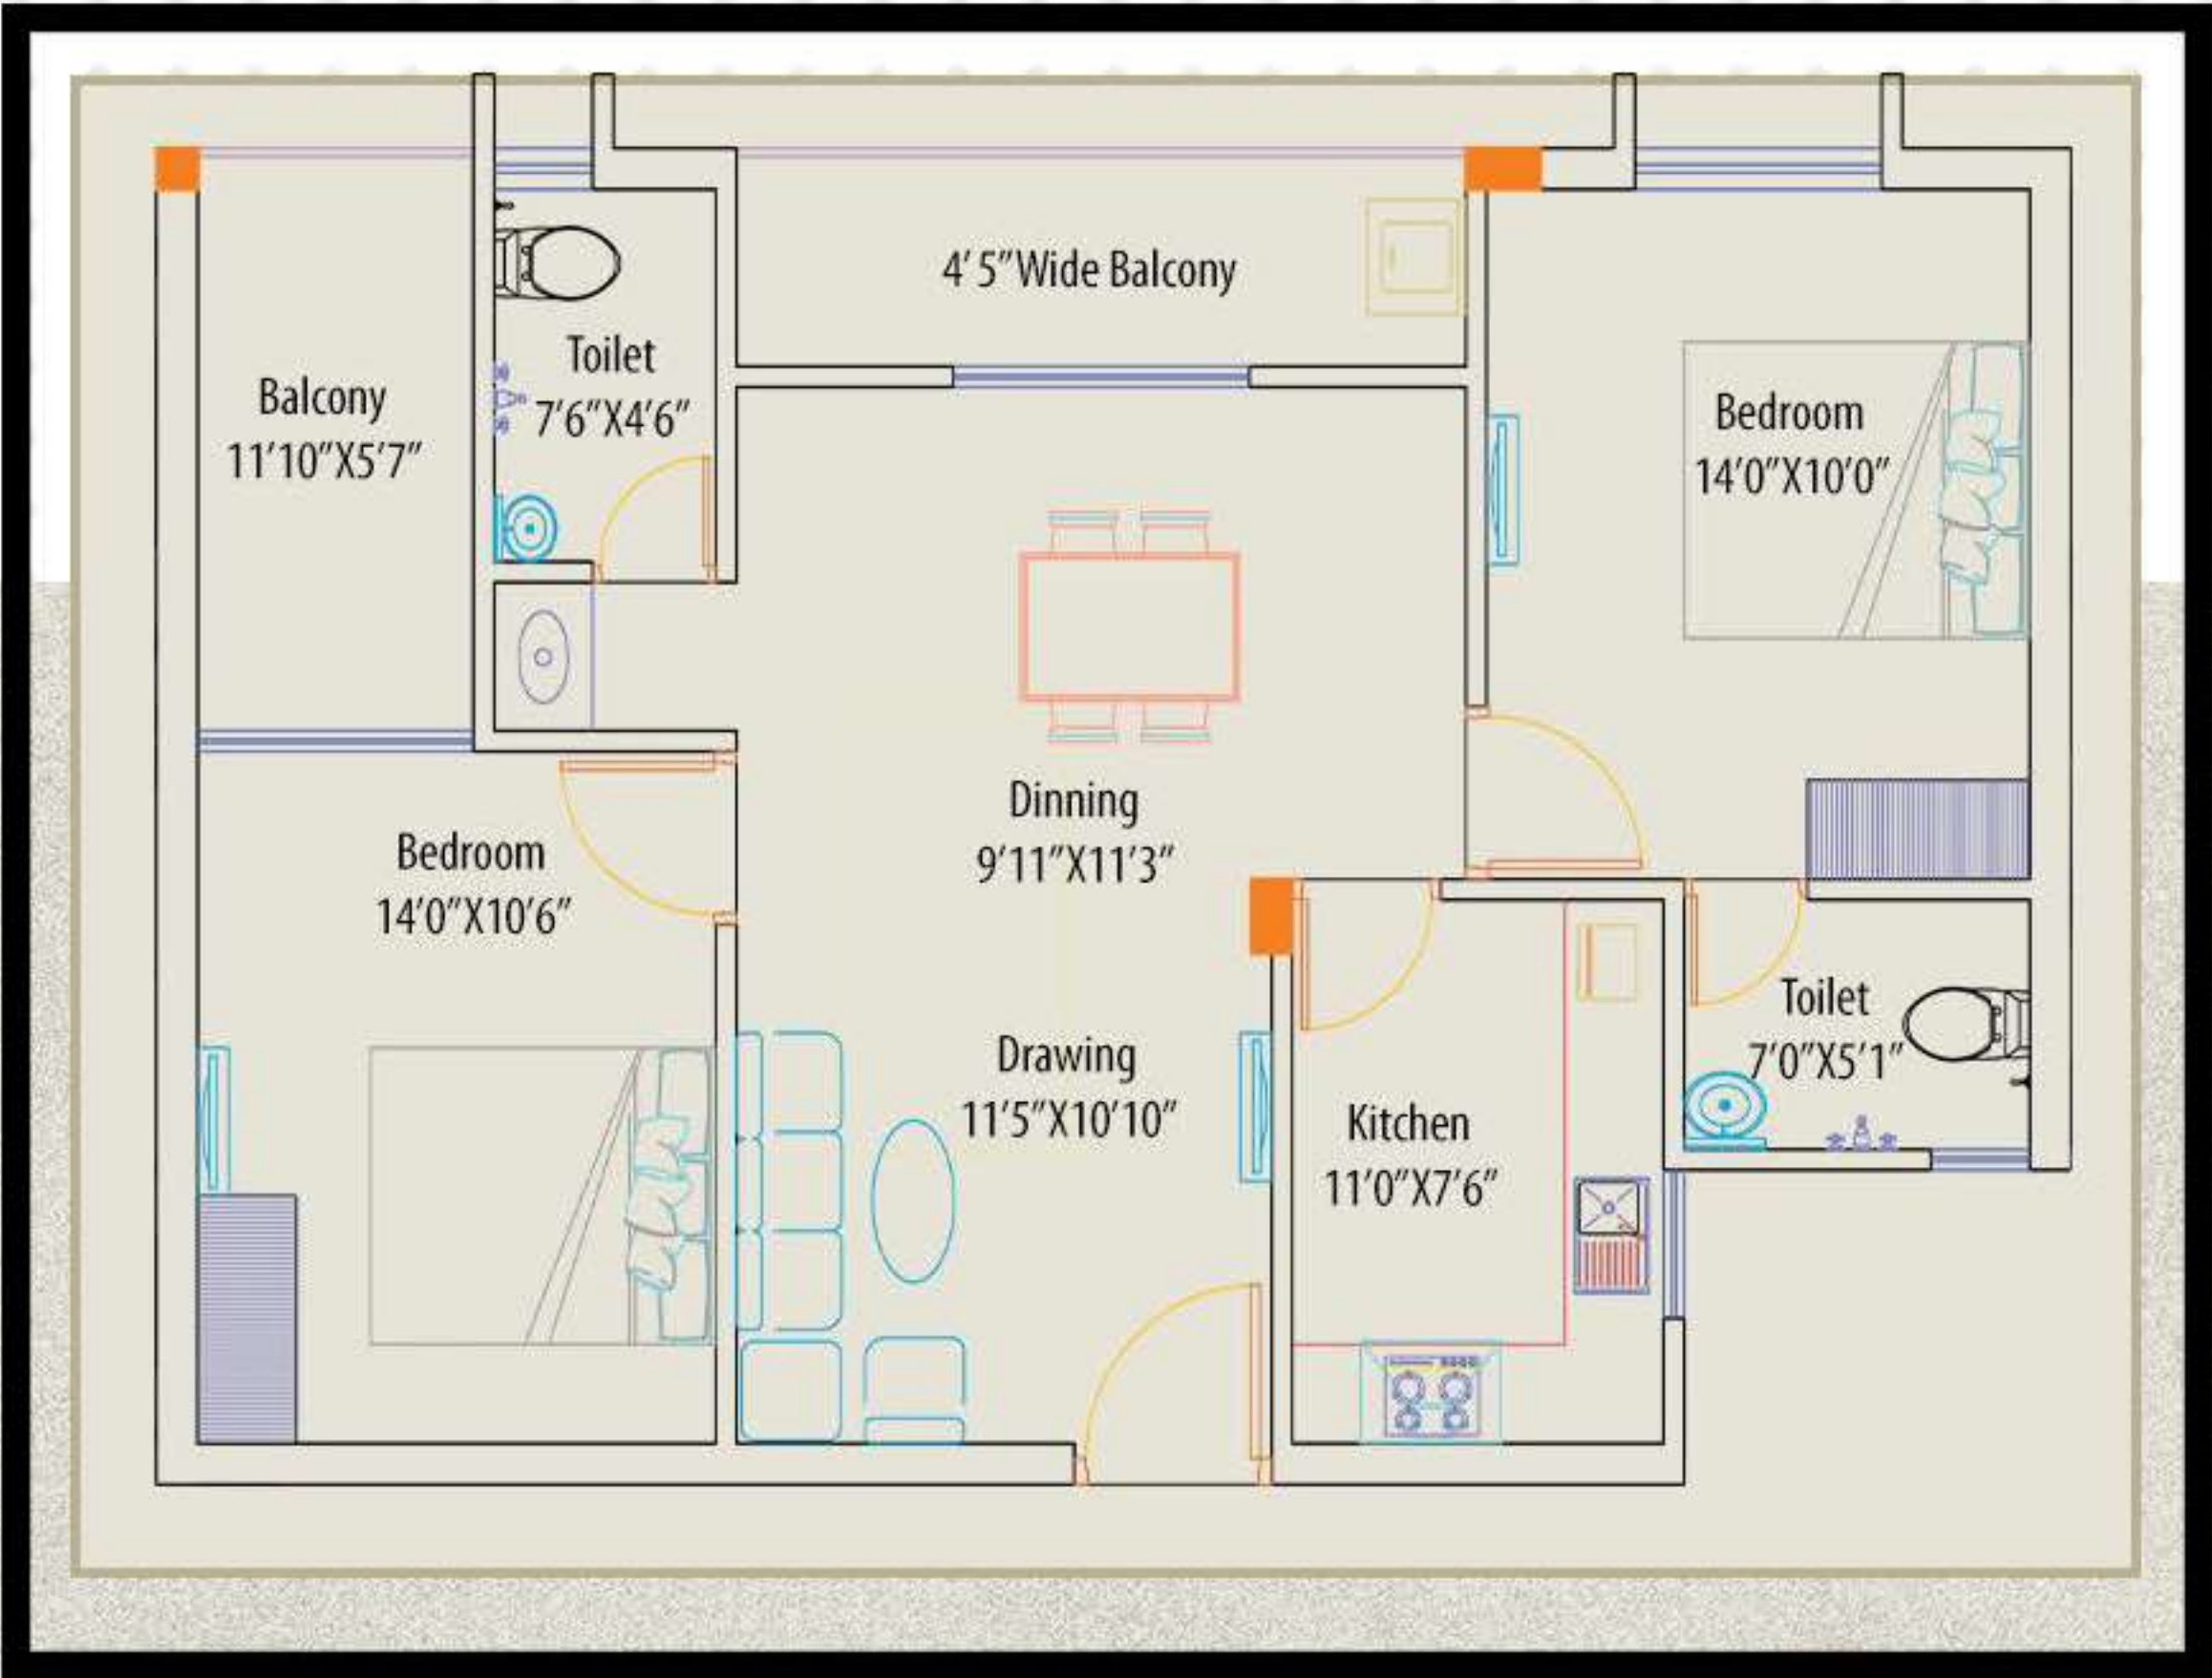 4' 5" Wide Balcony
Toilet
7'6"X4'6"
Balcony
11'10"X5'7"
Bedroom
14'0"X10'0"
Dinning
9'11"X11'3"
Bedroom
14'0"X10'6"
Drawing
11'5"X10'10"
Toilet
7'0"X5'1"
Kitchen
11'0"X7'6"